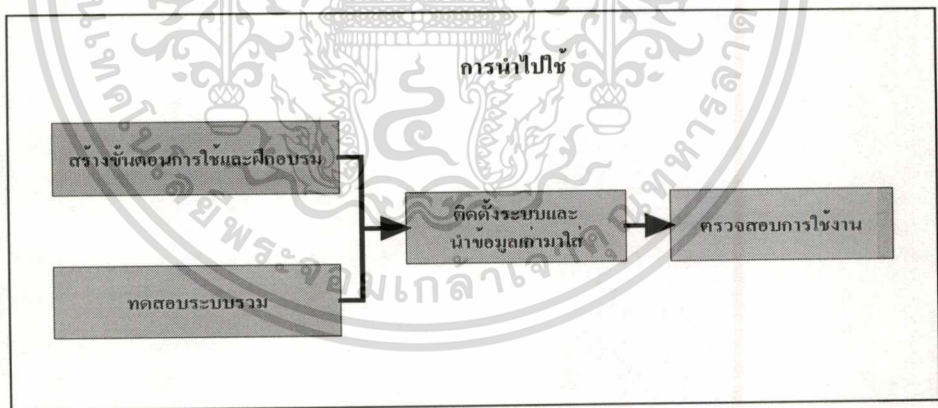 การนำไปใช้
สร้างขั้นตอนการใช้และฝึกอบรม
ติดตั้งระบบและ
นำข้อมูลเก่ามาใส่
ตรวจสอบการใช้งาน
ทดสอบระบบรวม